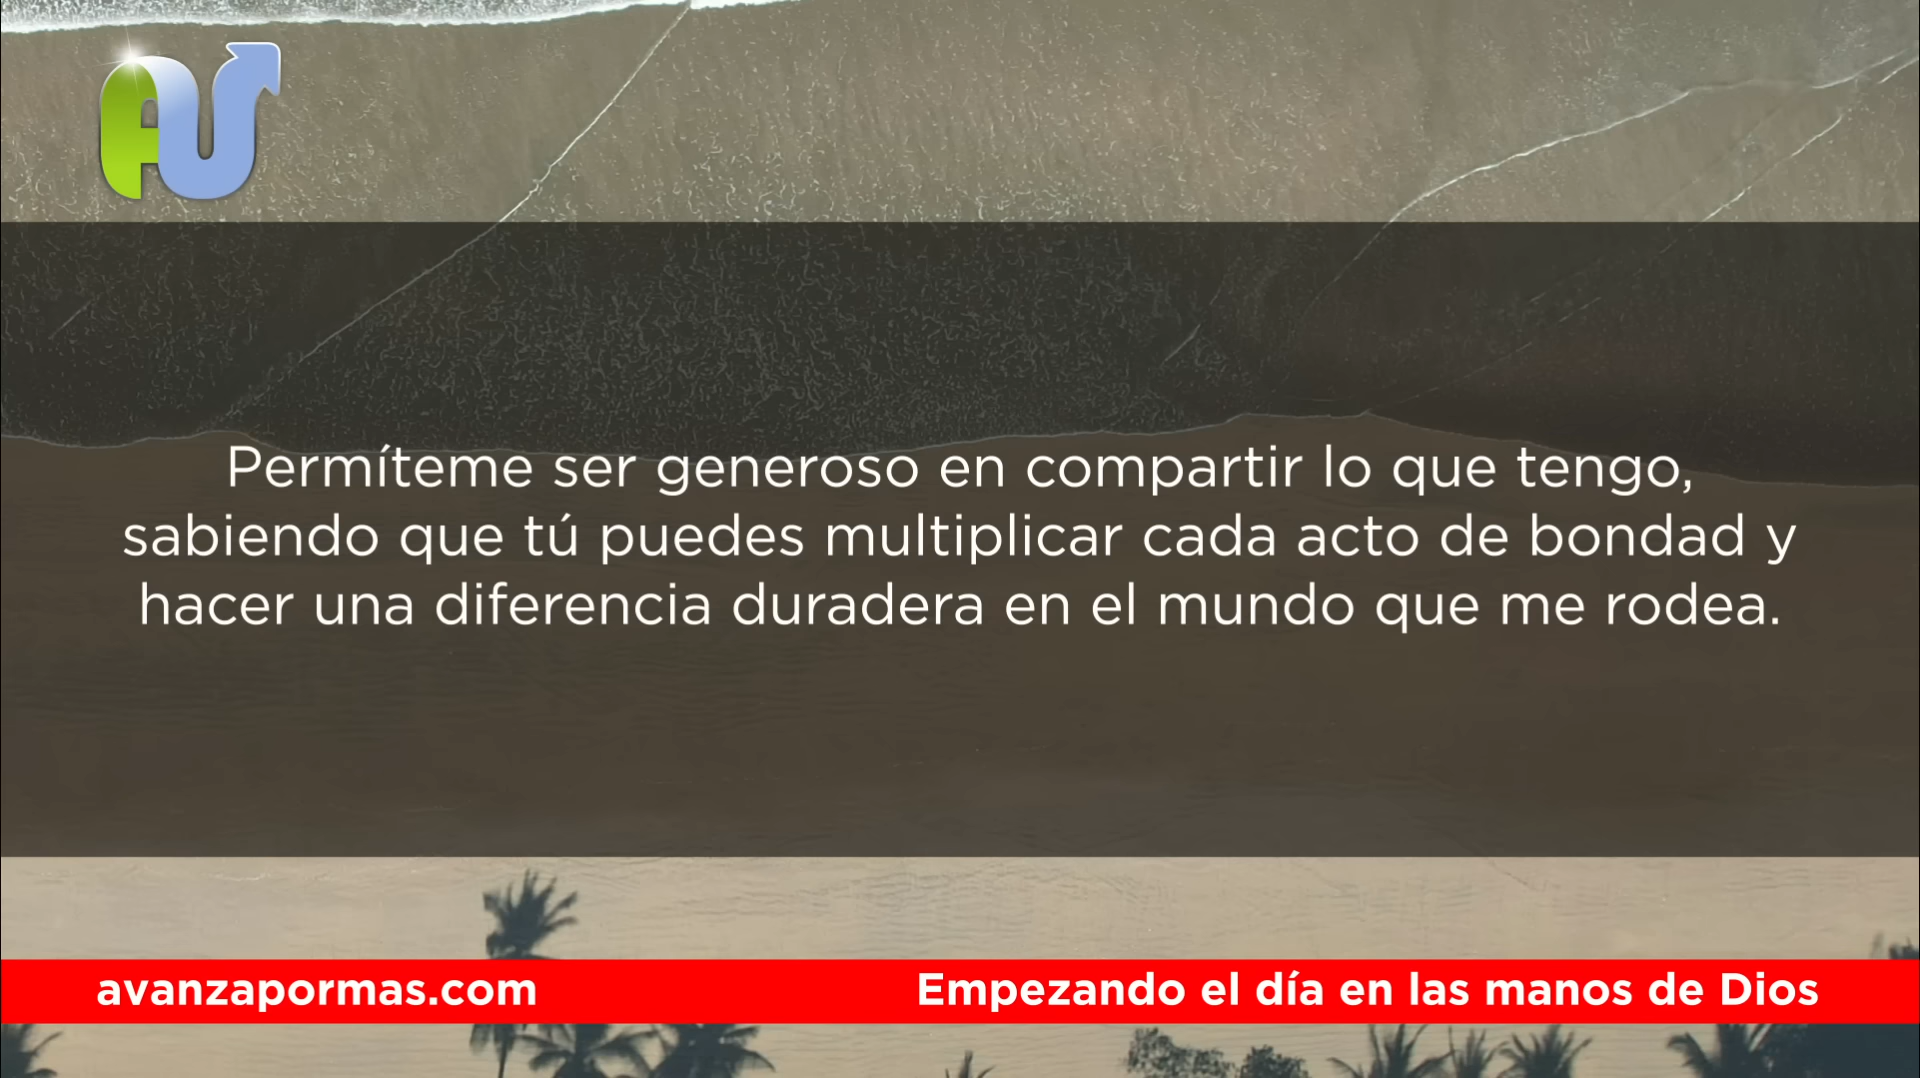 AV
Permíteme ser generoso en compartir lo que tengo,
sabiendo que tú puedes multiplicar cada acto de bondad y
hacer una diferencia duradera en el mundo que me rodea.
avanzapormas.com
Empezando el día en las manos de Dios